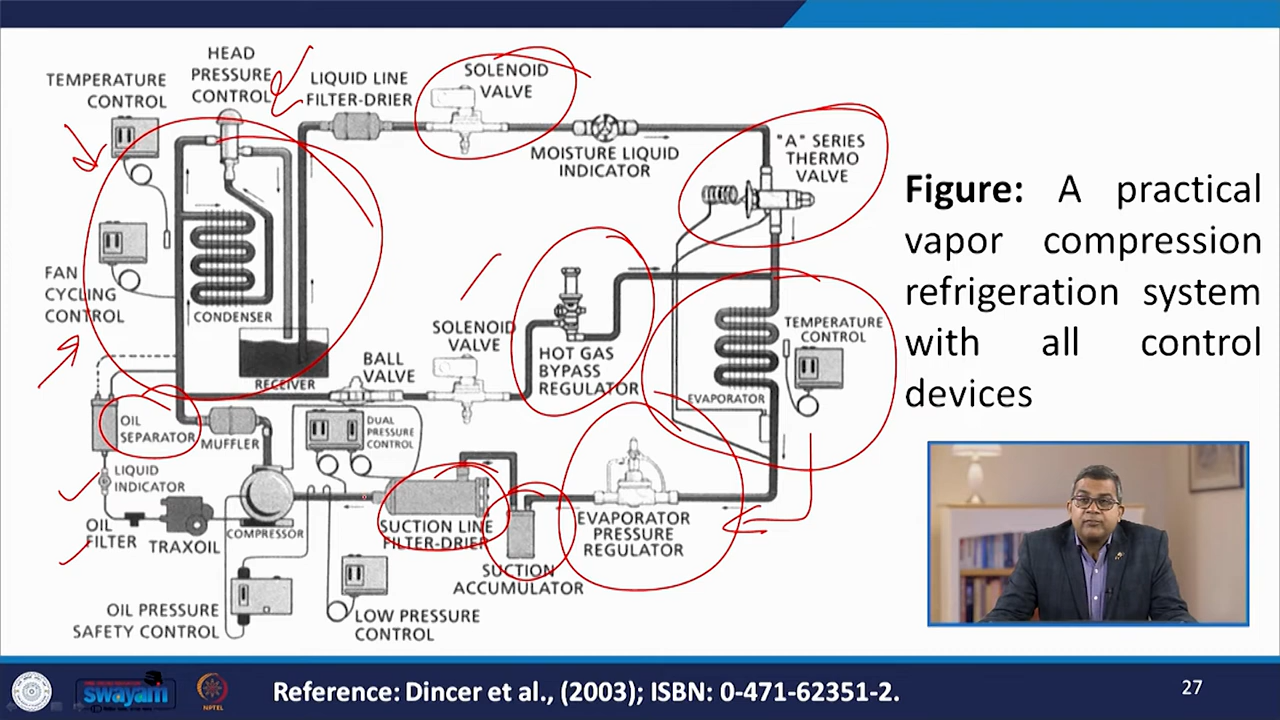 HEAD
PRESSURE
CONTROL
TEMPERATURE
CONTROL
LIQUID LINE
FILTER-DRIER
SOLENOID
VALVE
MOISTURE LIQUID
INDICATOR
"A" SERIES
THERMO
VALVE
FAN
CYCLING
CONTROL
CONDENSER
RECEIVER
BALL
VALVE
SOLENOID
VALVE
HOT GAS
BYPASS
REGULATOR
TEMPERATURE
CONTROL
EVAPORATOR
OIL
SEPARATOR
MUFFLER
DUAL
PRESSURE
CONTROL
LIQUID
INDICATOR
OIL
FILTER
TRAXOIL
COMPRESSOR
SUCTION LINE
FILTER-DRIER
SUCTION
ACCUMULATOR
EVAPORATOR
PRESSURE
REGULATOR
OIL PRESSURE
SAFETY CONTROL
LOW PRESSURE
CONTROL
Figure: A practical
vapor compression
refrigeration system
with all control
devices
swayam
NPTEL
Reference: Dincer et al., (2003); ISBN: 0-471-62351-2.
27